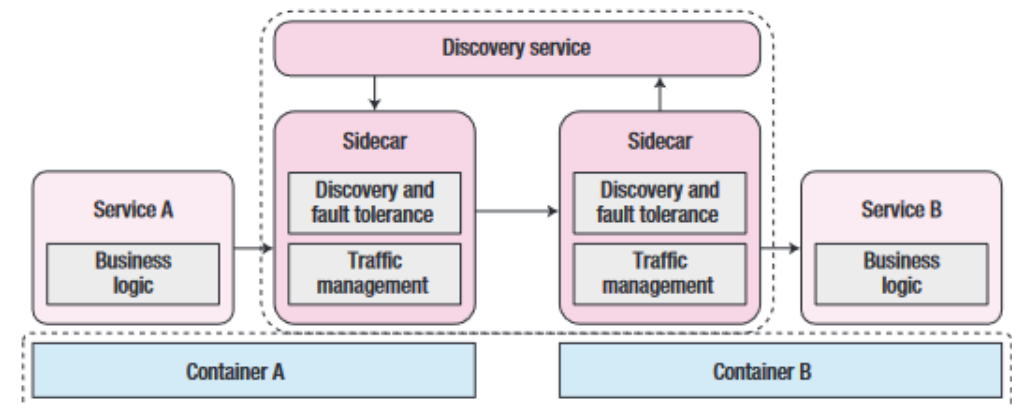 Discovery service
Sidecar
Discovery and
fault tolerance
Traffic
management
Sidecar
Discovery and
fault tolerance
Traffic
management
Service A
Business
logic
Service B
Business
logic
Container A
Container B